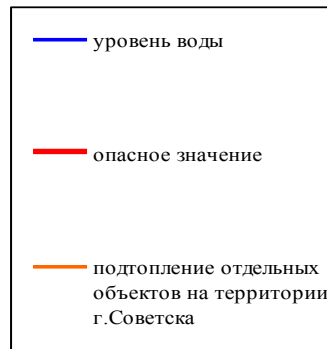 уровень воды
опасное значение
подтопление отдельных
объектов на территории
г.Советска